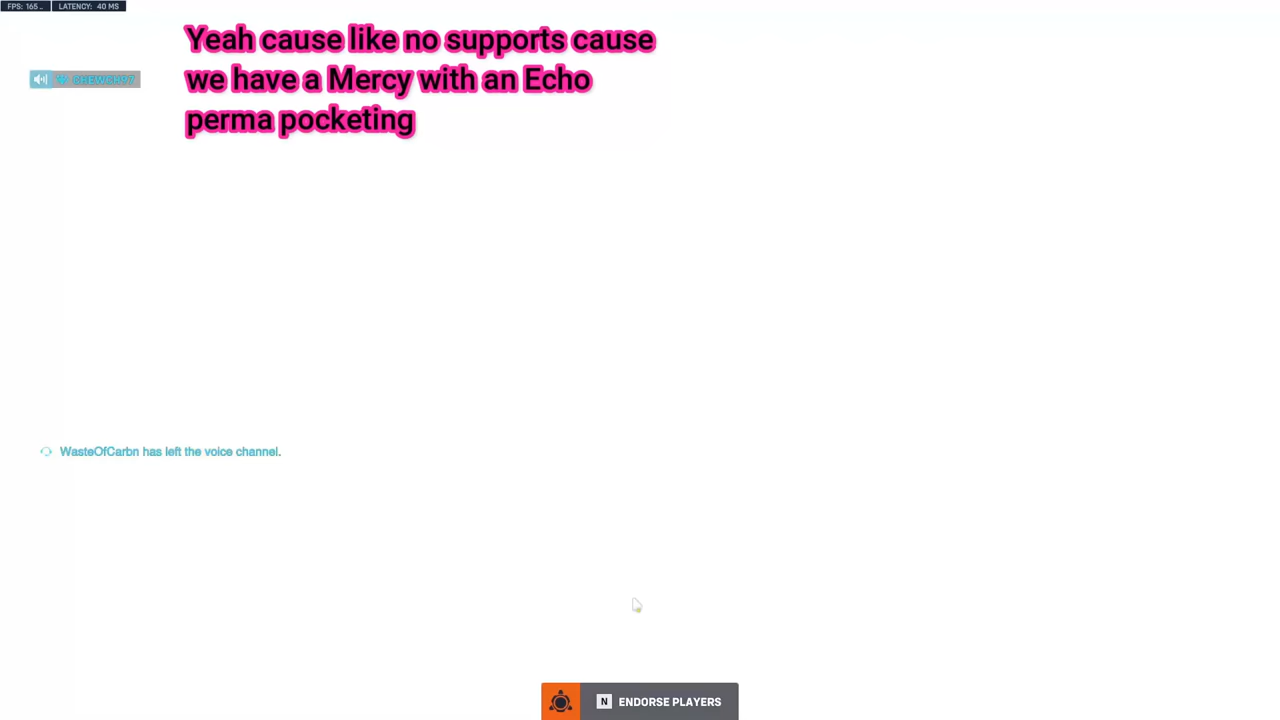 FPS: 165 ... LATENCY: 40 MS
Yeah cause like no supports cause
we have a Mercy with an Echo
perma pocketing
WasteOfCarbn has left the voice channel.
N ENDORSE PLAYERS